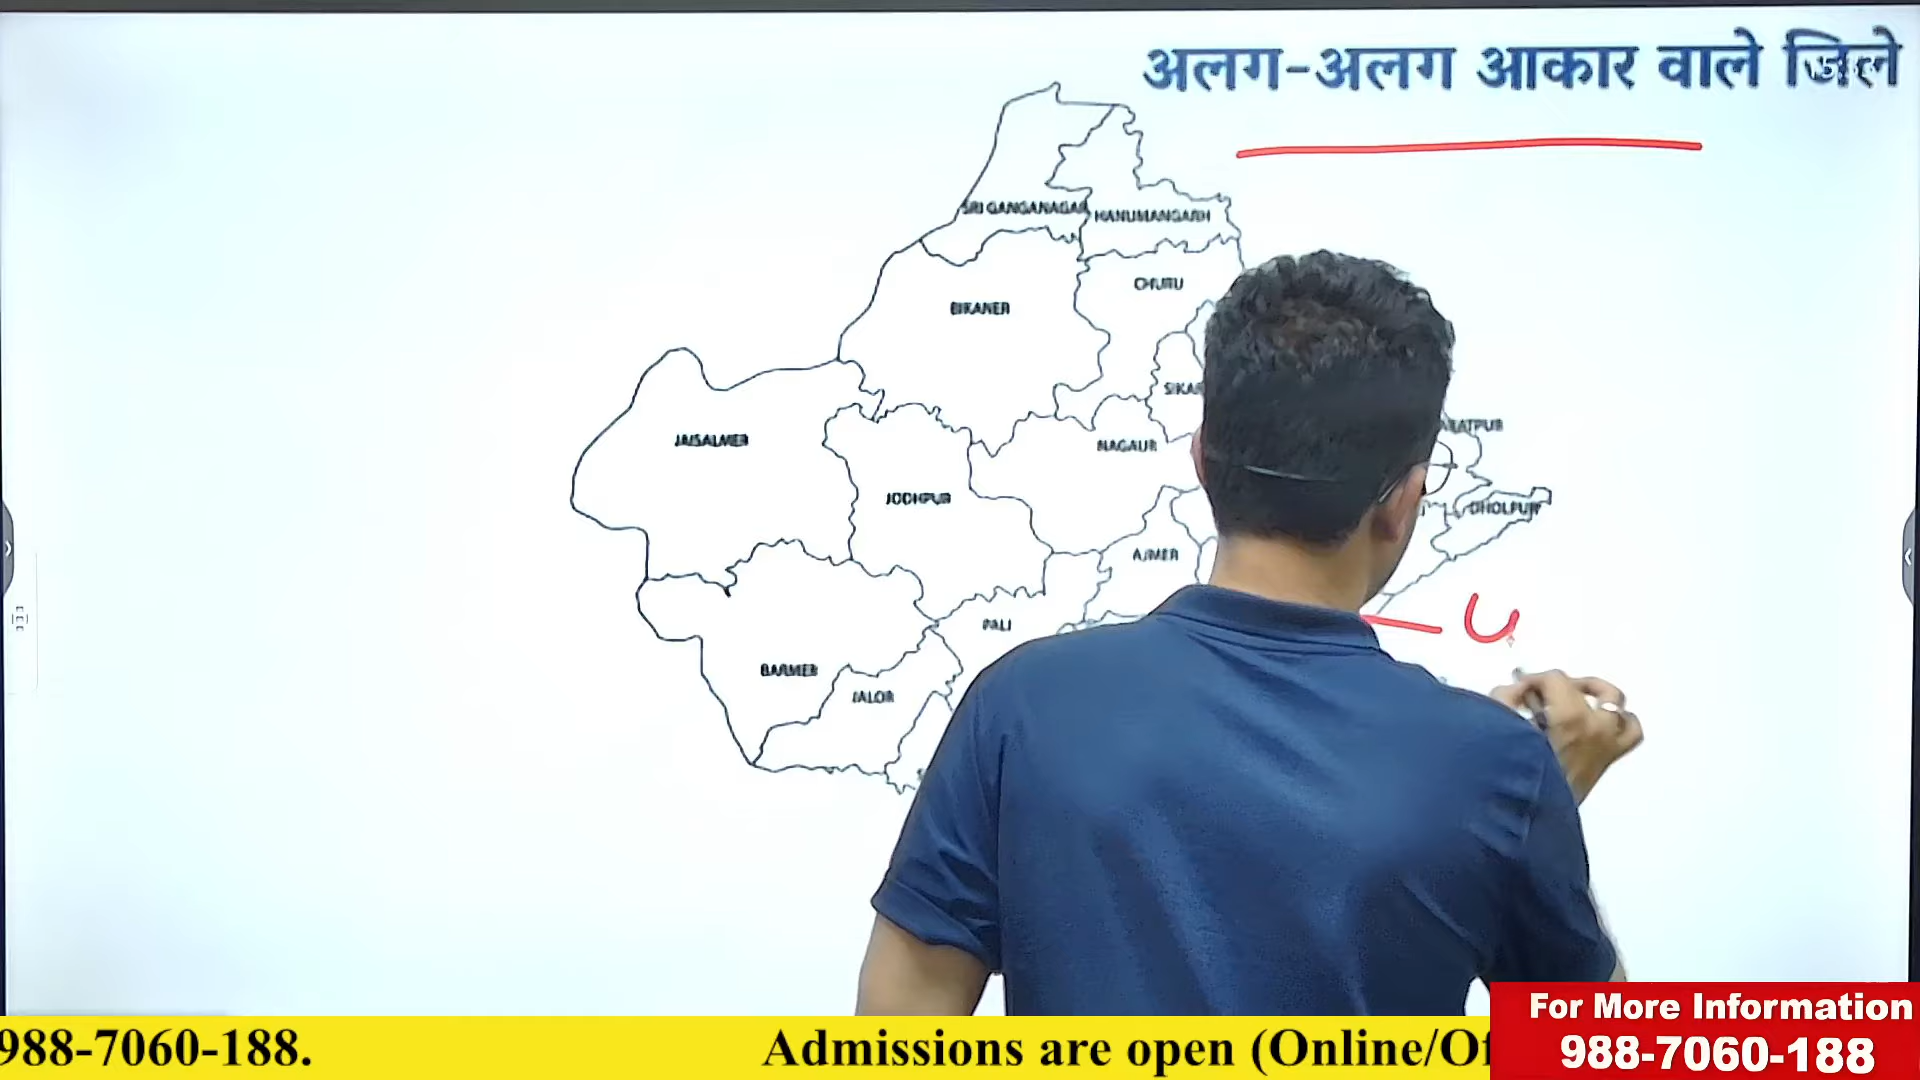 अलग-अलग आकार वाले जिले
SRI GANGANAGAR
HANUMANGARH
CHURU
BIKANER
SIKAR
JAISALMER
NAGAUR
JODHPUR
DHOLPUR
AJMER
PALI
BARMER
JALOR
988-7060-188.
Admissions are open (Online/Of
For More Information
988-7060-188